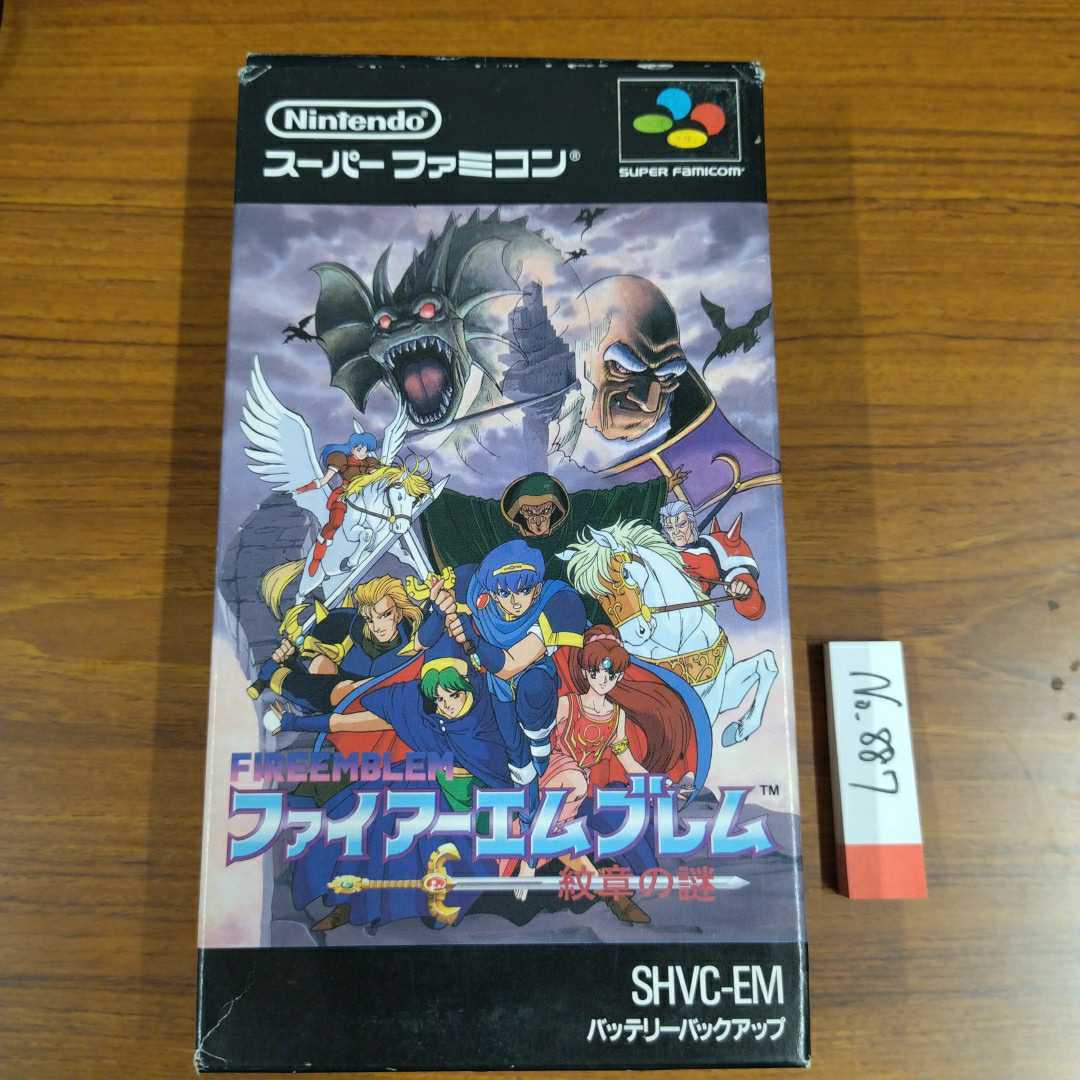 Nintendo®
スーパーファミコン®
SUPER FAMICOM
FIREEMBLEM
ファイアーエムブレム™
紋章の謎
SHVC-EM
バッテリーバックアップ
No.887